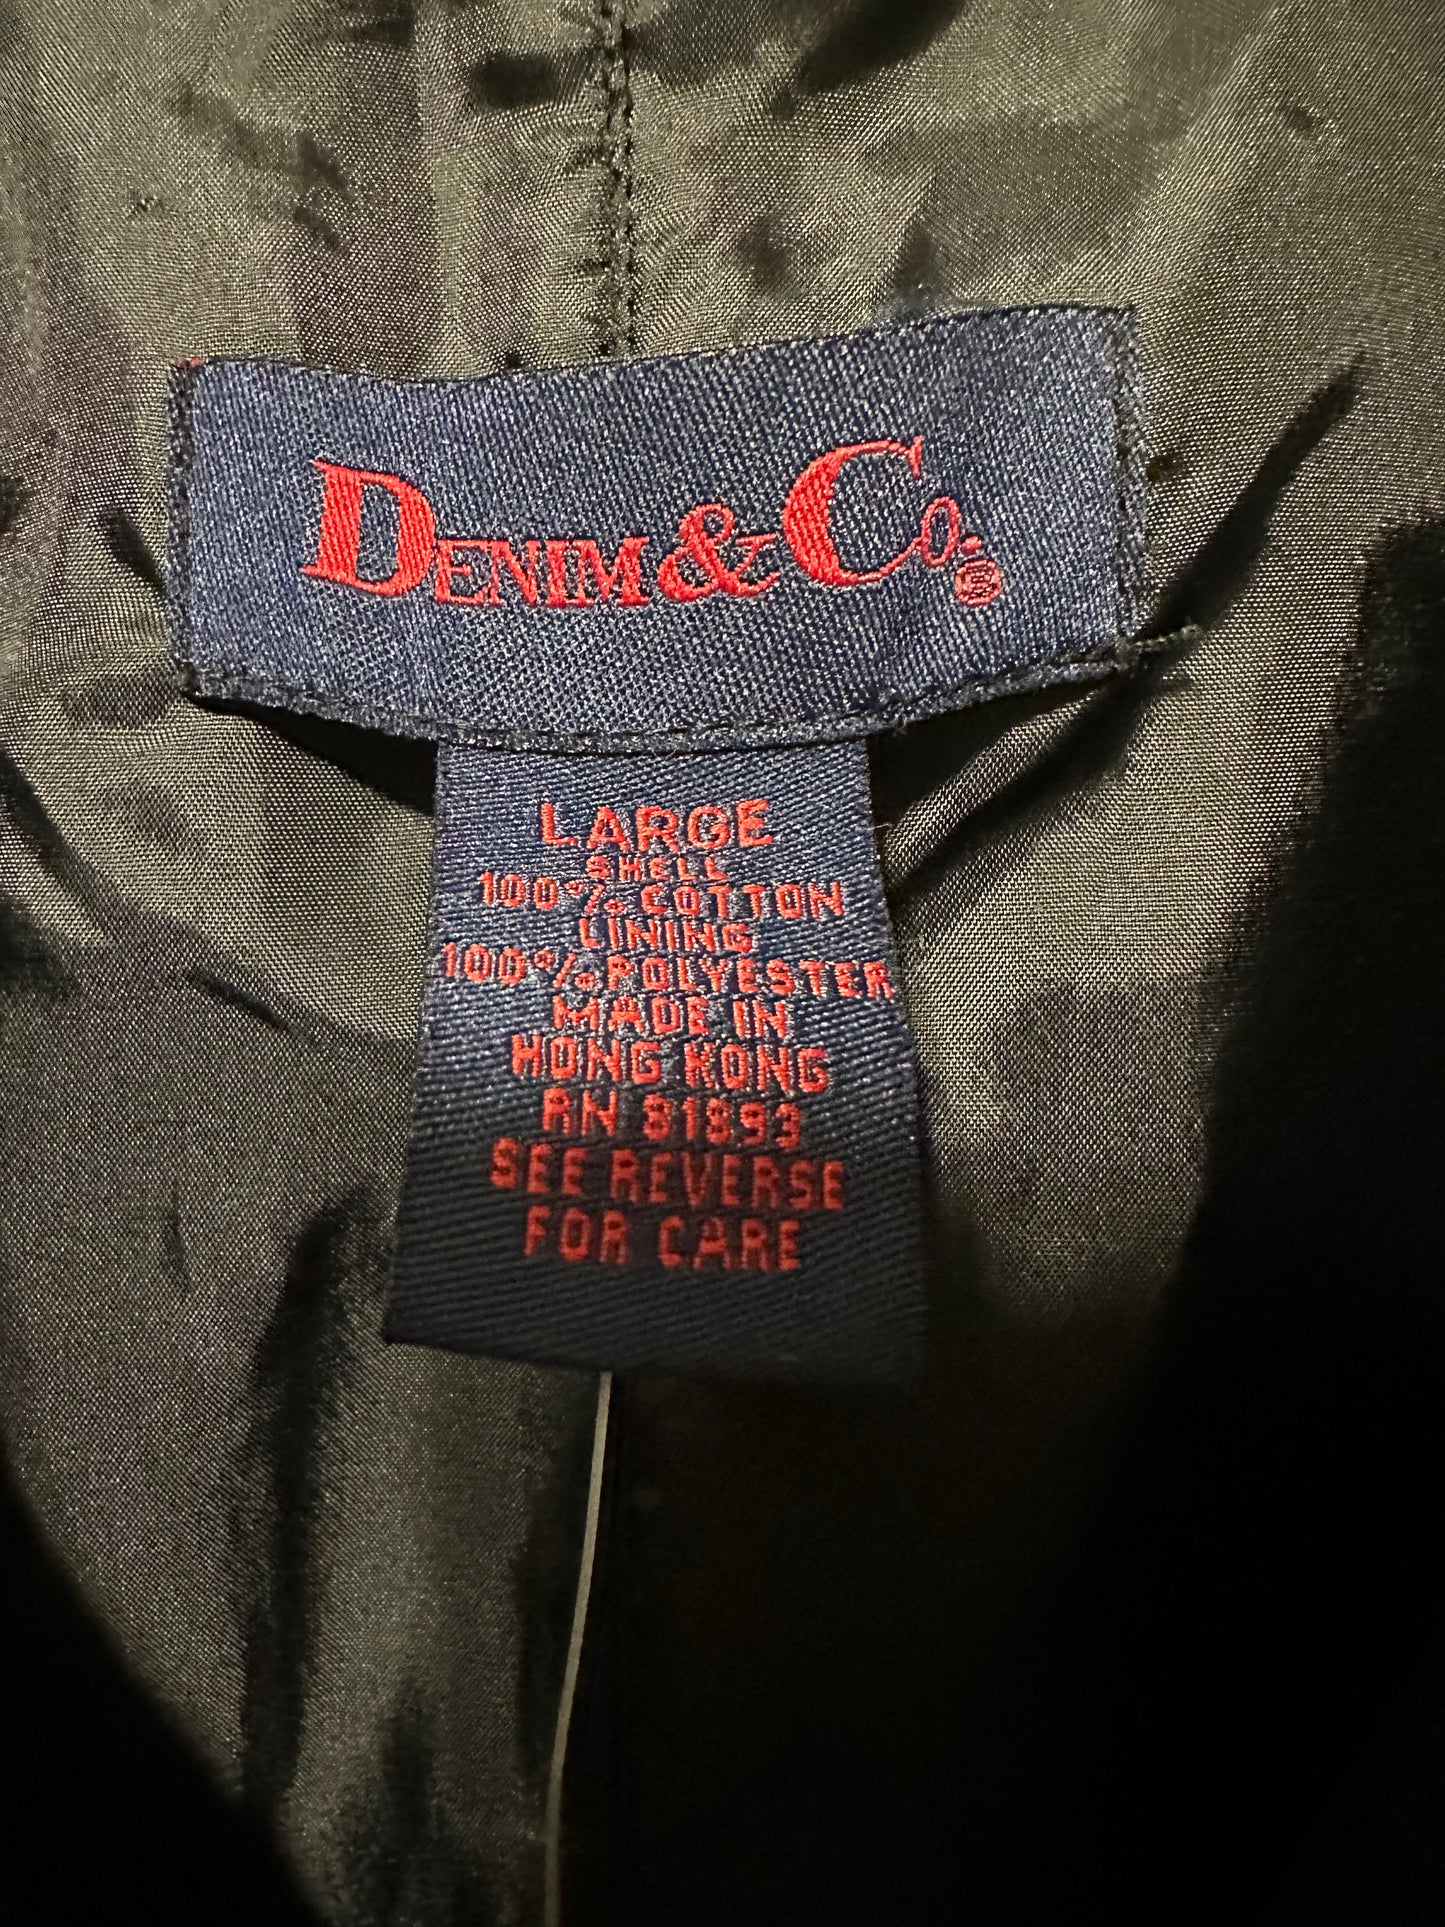 DENIM & Co.®
LARGE
SHELL
100% COTTON
LINING
100% POLYESTER
MADE IN
HONG KONG
RN 81893
SEE REVERSE
FOR CARE